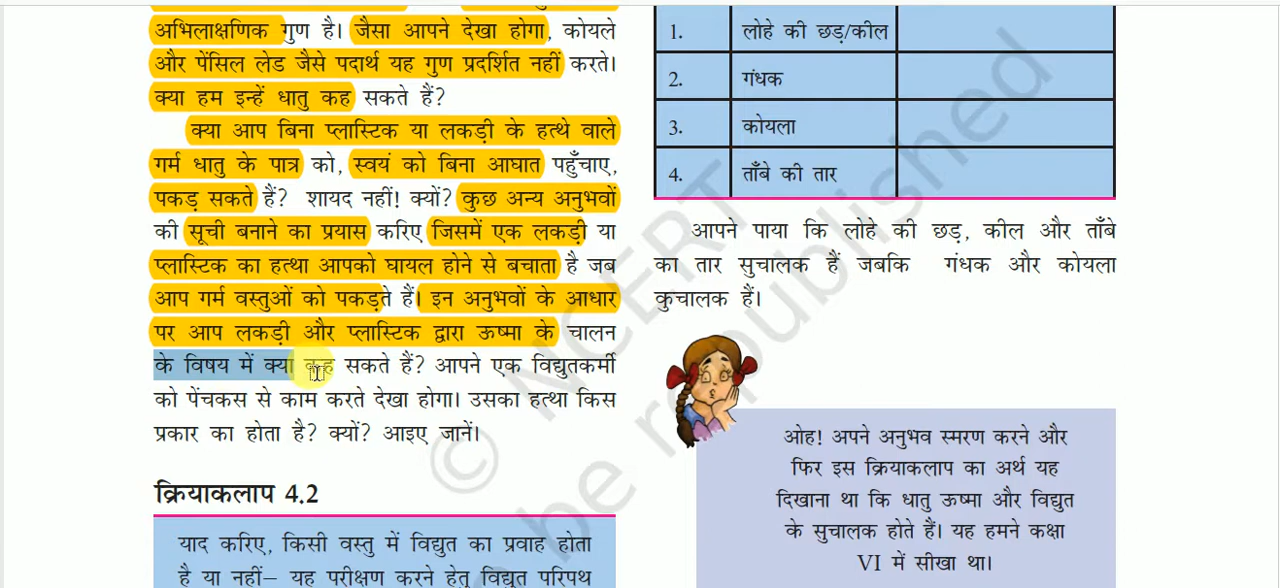 अभिलाक्षणिक गुण है। जैसा आपने देखा होगा, कोयले
और पेंसिल लेड जैसे पदार्थ यह गुण प्रदर्शित नहीं करते।
क्या हम इन्हें धातु कह सकते हैं?
क्या आप बिना प्लास्टिक या लकड़ी के हत्थे वाले
गर्म धातु के पात्र को, स्वयं को बिना आघात पहुँचाए,
पकड़ सकते हैं? शायद नहीं! क्यों? कुछ अन्य अनुभवों
की सूची बनाने का प्रयास करिए जिसमें एक लकड़ी या
प्लास्टिक का हत्था आपको घायल होने से बचाता है जब
आप गर्म वस्तुओं को पकड़ते हैं। इन अनुभवों के आधार
पर आप लकड़ी और प्लास्टिक द्वारा ऊष्मा के चालन
के विषय में क्या कह सकते हैं? आपने एक विद्युतकर्मी
को पेंचकस से काम करते देखा होगा। उसका हत्था किस
प्रकार का होता है? क्यों? आइए जानें।
क्रियाकलाप 4.2
याद करिए, किसी वस्तु में विद्युत का प्रवाह होता
है या नहीं– यह परीक्षण करने हेतु विद्युत परिपथ
1. लोहे की छड़/कील
2. गंधक
3. कोयला
4. ताँबे की तार
आपने पाया कि लोहे की छड़, कील और ताँबे
का तार सुचालक हैं जबकि गंधक और कोयला
कुचालक हैं।
ओह! अपने अनुभव स्मरण करने और
फिर इस क्रियाकलाप का अर्थ यह
दिखाना था कि धातु ऊष्मा और विद्युत
के सुचालक होते हैं। यह हमने कक्षा
VI में सीखा था।
© NCERT
be republished